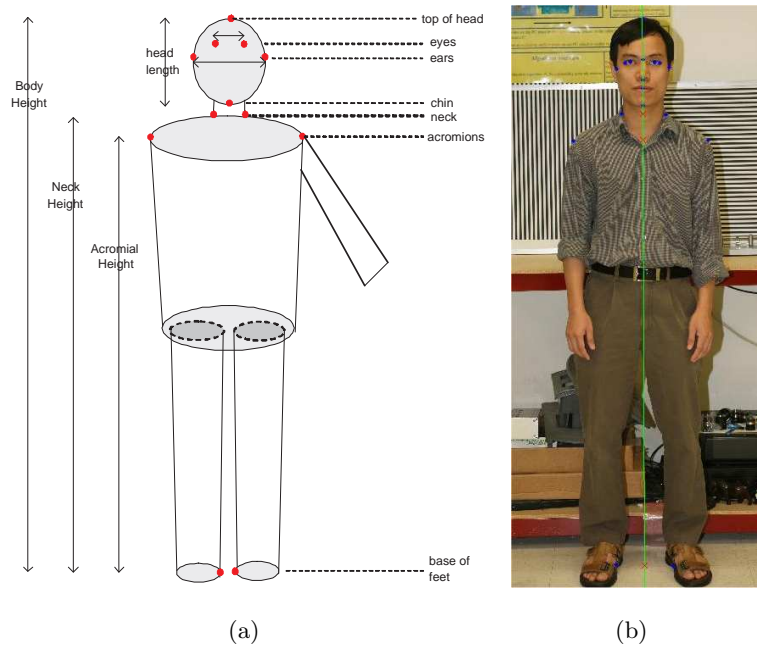 top of head
eyes
ears
head
length
Body
Height
chin
neck
acromions
Neck
Height
Acromial
Height
base of
feet
(a)
(b)